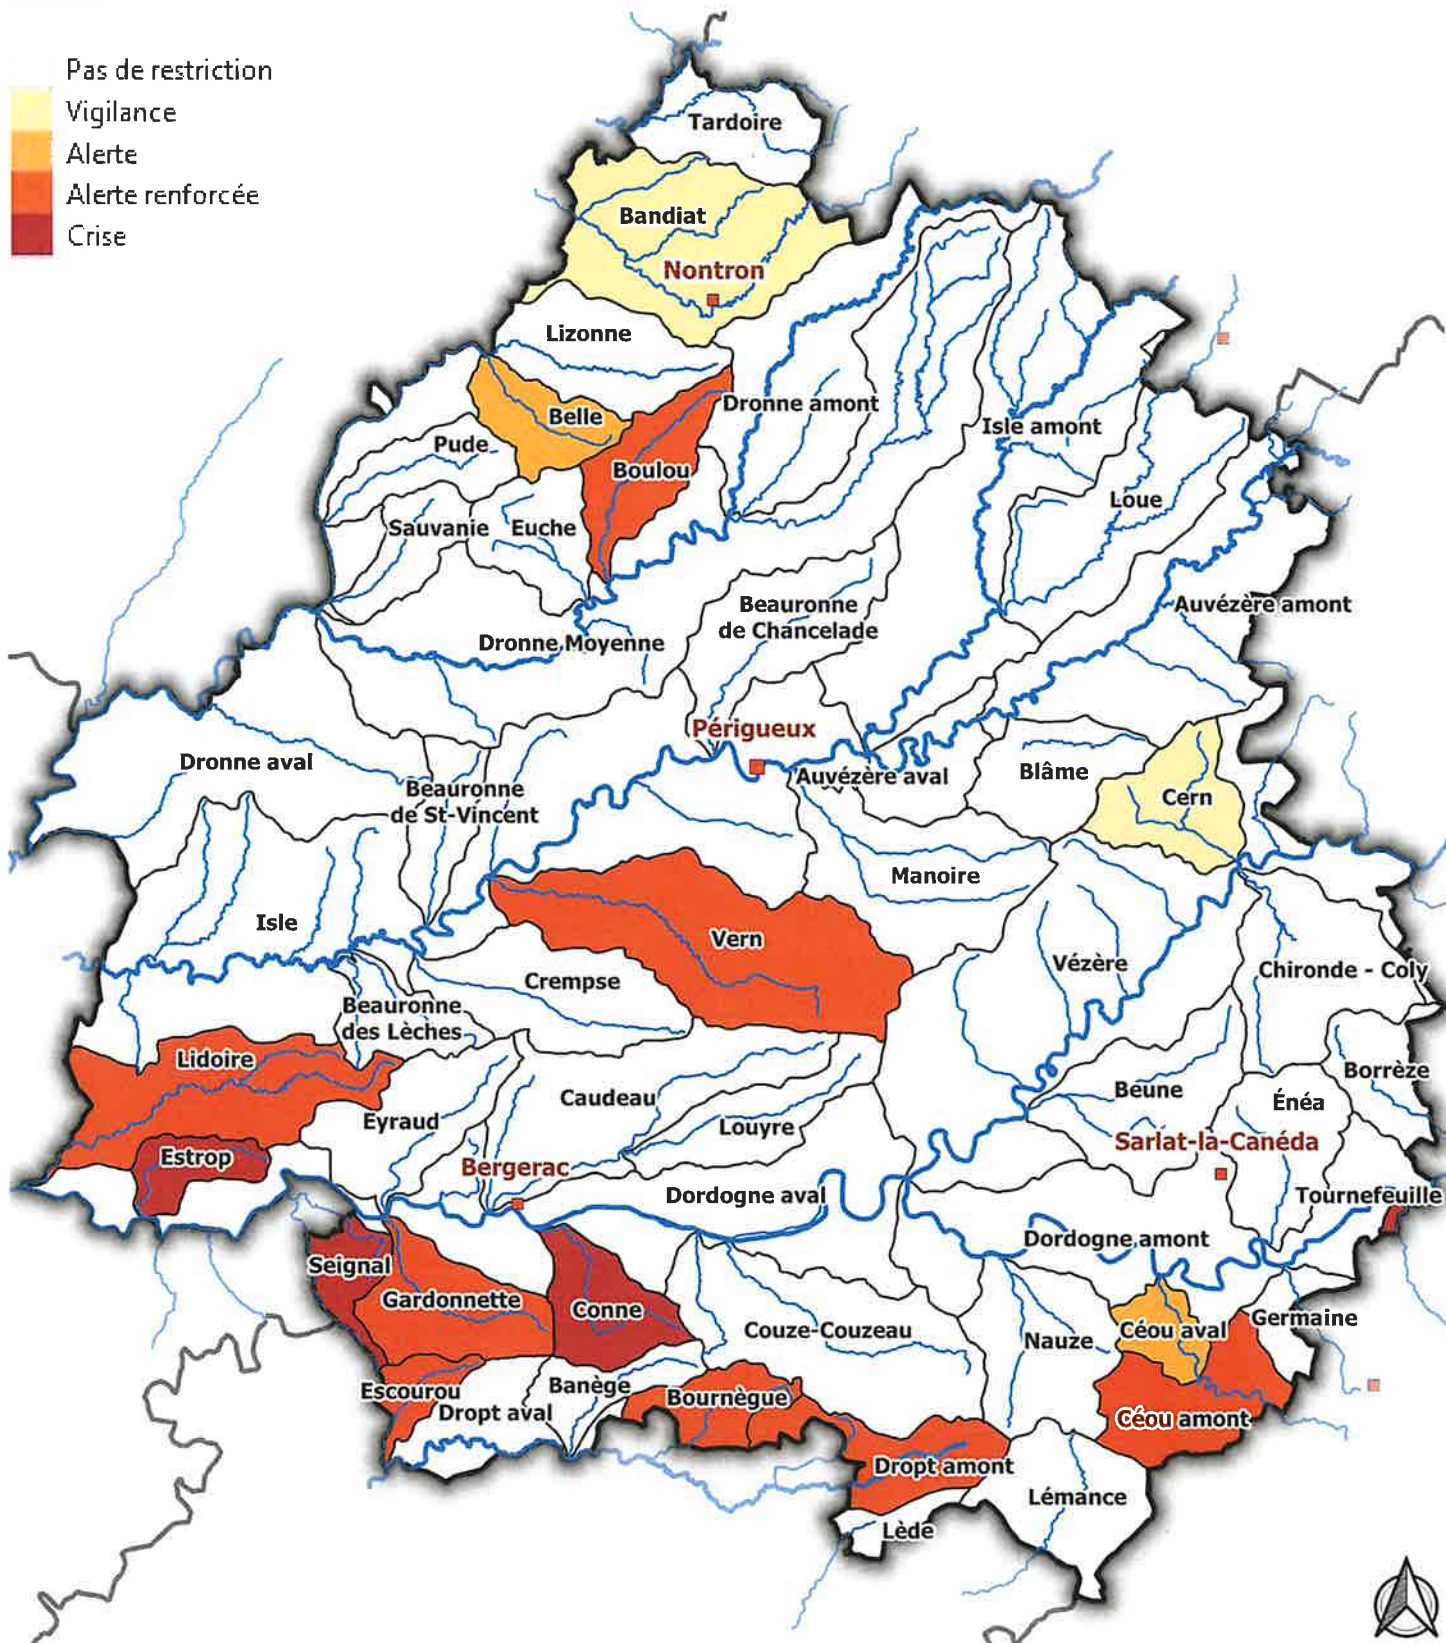 Pas de restriction
Vigilance
Alerte
Alerte renforcée
Crise
Tardoire
Bandiat
Nontron
Lizonne
Belle
Dronne amont
Pude
Isle amont
Boulou
Loue
Sauvanie
Euche
Beauronne
de Chancelade
Auvézère amont
Dronne Moyenne
Périgueux
Dronne aval
Auvézère aval
Blâme
Beauronne
de St-Vincent
Cern
Manoire
Isle
Vern
Vézère
Chironde - Coly
Crempse
Beauronne
des Lèches
Lidoire
Borrèze
Beune
Caudeau
Énéa
Eyraud
Louyre
Sarlat-la-Canéda
Estrop
Bergerac
Dordogne aval
Tournefeuille
Dordogne amont
Seignal
Gardonnette
Conne
Germaine
Couze-Couzeau
Céou aval
Nauze
Escourou
Banège
Bournègue
Dropt aval
Céou amont
Dropt amont
Lémance
Lède